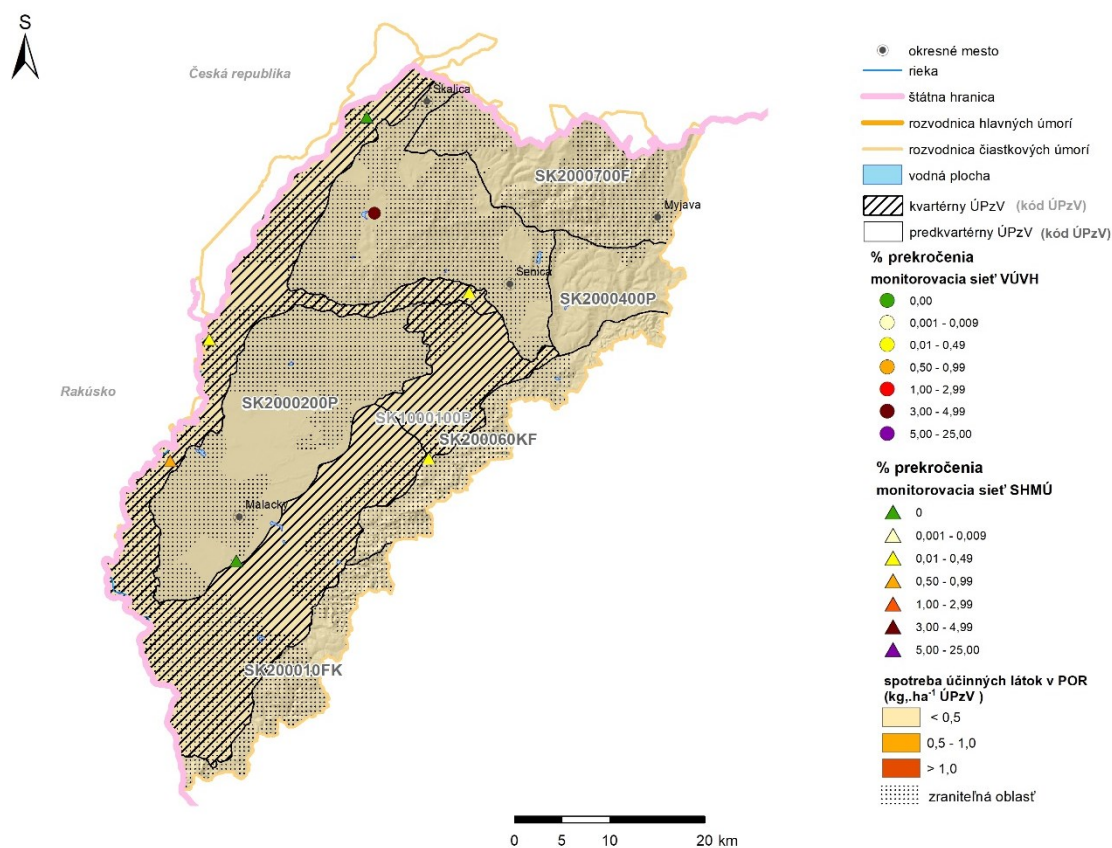 S
Česká republika
Rakúsko
Skalica
SK2000700F
Myjava
Senica
SK2000400P
SK2000200P
SK1000100P
SK200060KF
Malacky
SK200010FK
0 5 10 20 km
okresné mesto
rieka
štátna hranica
rozvodnica hlavných úmorí
rozvodnica čiastkových úmorí
vodná plocha
kvartérny ÚPzV (kód ÚPzV)
predkvartérny ÚPzV (kód ÚPzV)
% prekročenia
monitorovacia sieť VÚVH
0,00
0,001 - 0,009
0,01 - 0,49
0,50 - 0,99
1,00 - 2,99
3,00 - 4,99
5,00 - 25,00
% prekročenia
monitorovacia sieť SHMÚ
0
0,001 - 0,009
0,01 - 0,49
0,50 - 0,99
1,00 - 2,99
3,00 - 4,99
5,00 - 25,00
spotreba účinných látok v POR
(kg,.ha⁻¹ ÚPzV )
< 0,5
0,5 - 1,0
> 1,0
zraniteľná oblasť